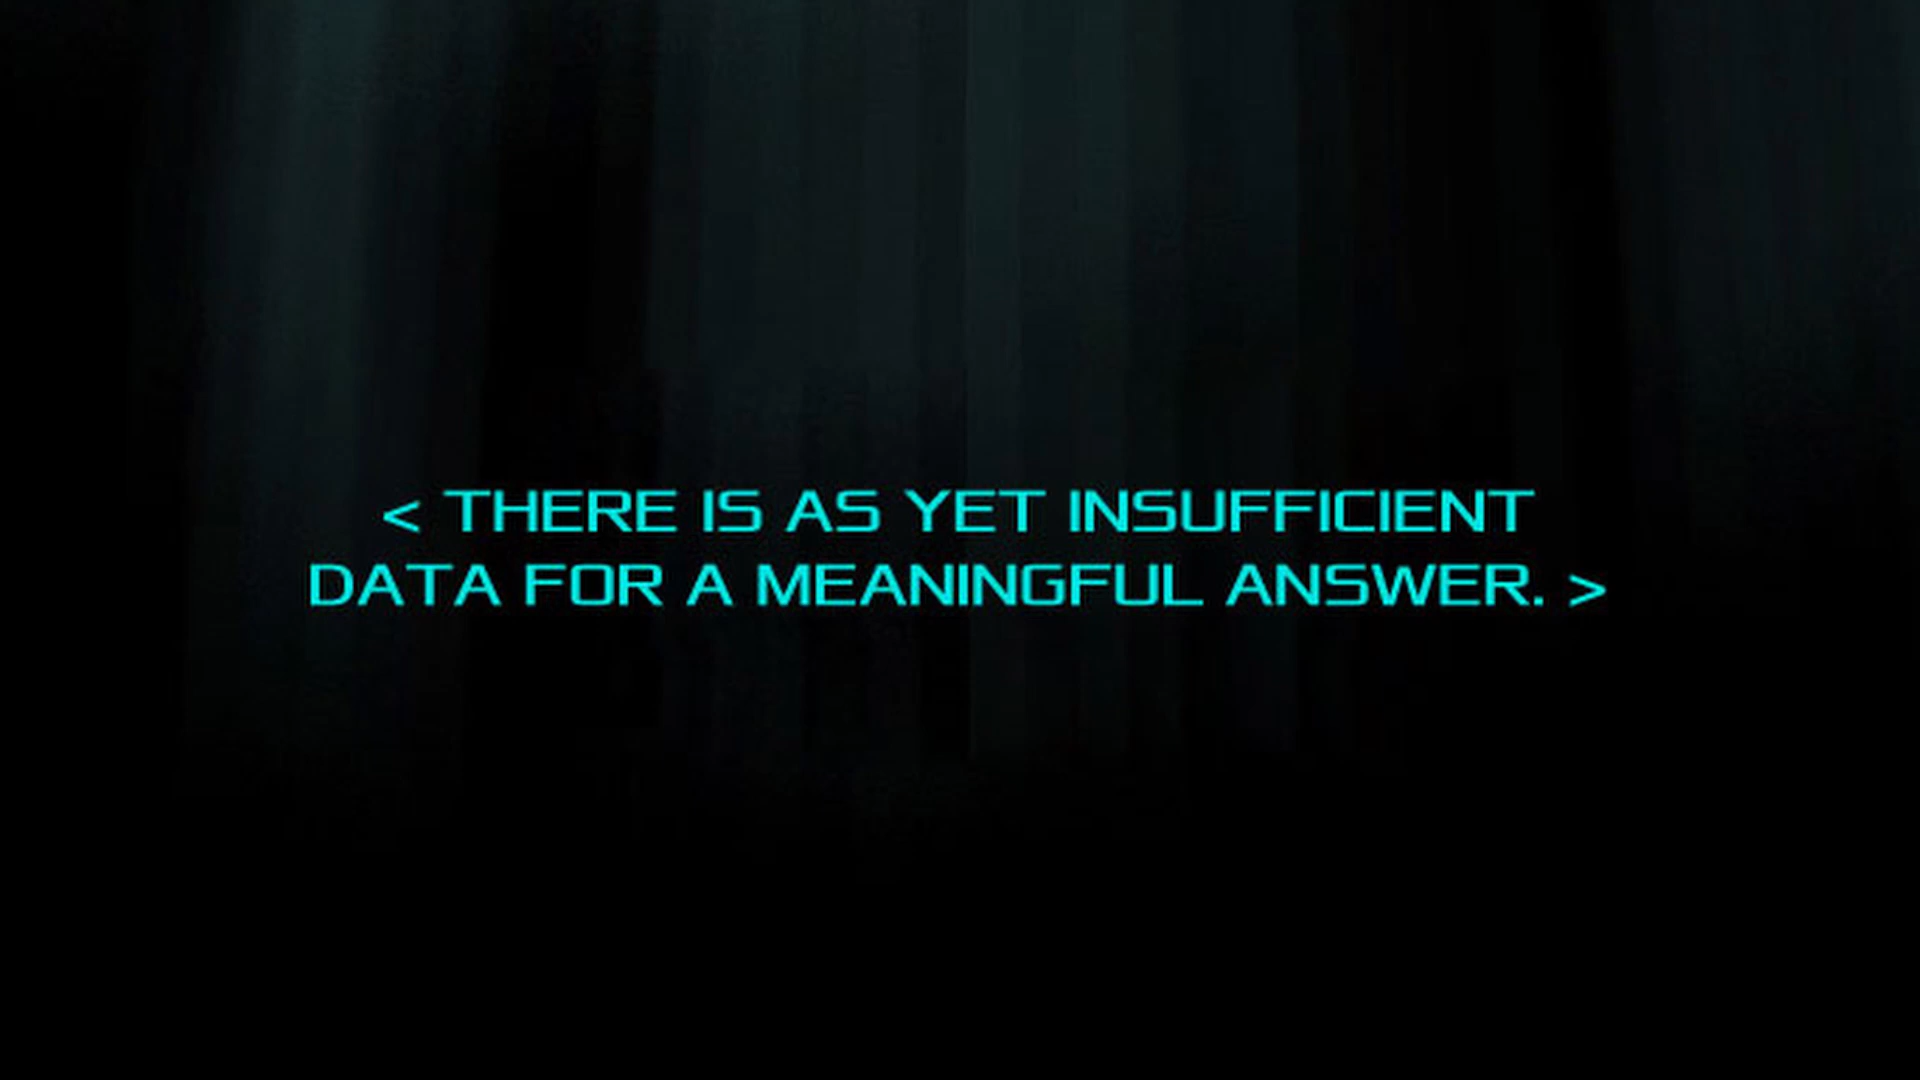 < THERE IS AS YET INSUFFICIENT
DATA FOR A MEANINGFUL ANSWER. >